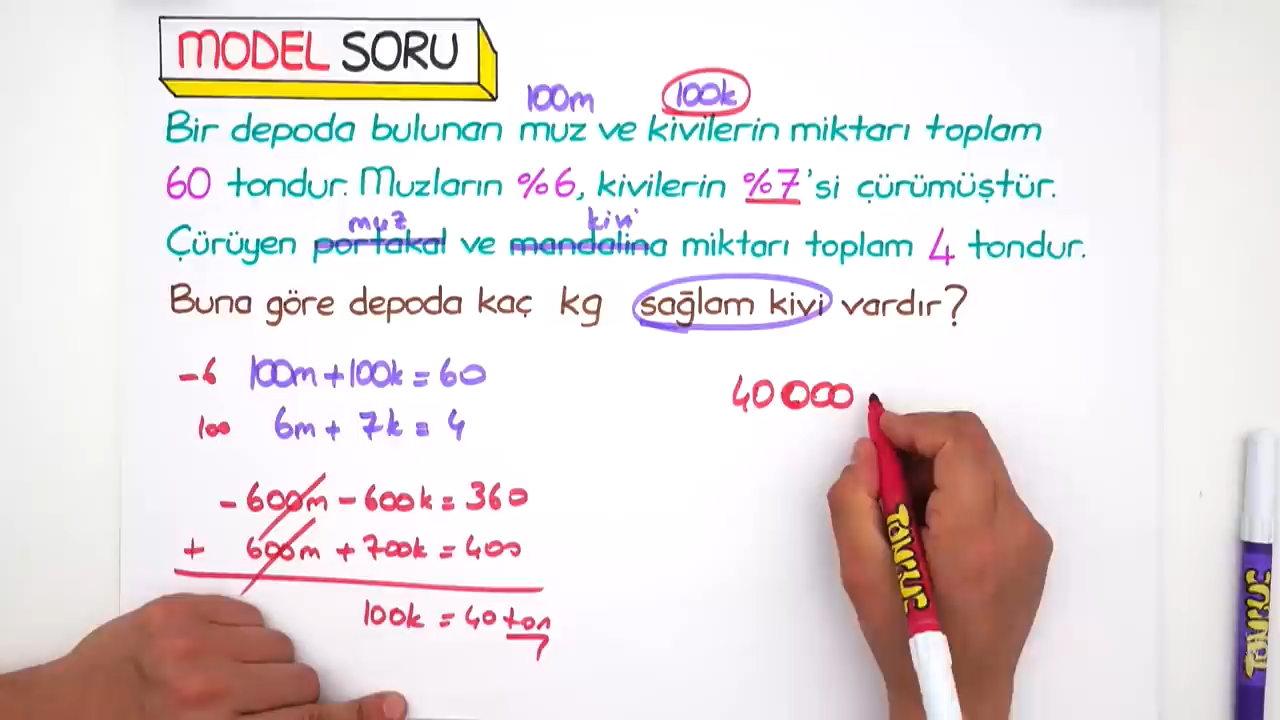 MODEL SORU
100m 100k
Bir depoda bulunan muz ve kivilerin miktarı toplam
60 tondur. Muzların %6, kivilerin %7'si çürümüştür.
muz kivi
Çürüyen portakal ve mandalina miktarı toplam 4 tondur.
Buna göre depoda kaç kg sağlam kivi vardır?
-6 100m + 100k = 60
100 6m + 7k = 4
40000
-600m - 600k = 360
+ 600m + 700k = 400
100k = 40 ton
TONGUÇ
TONGUÇ